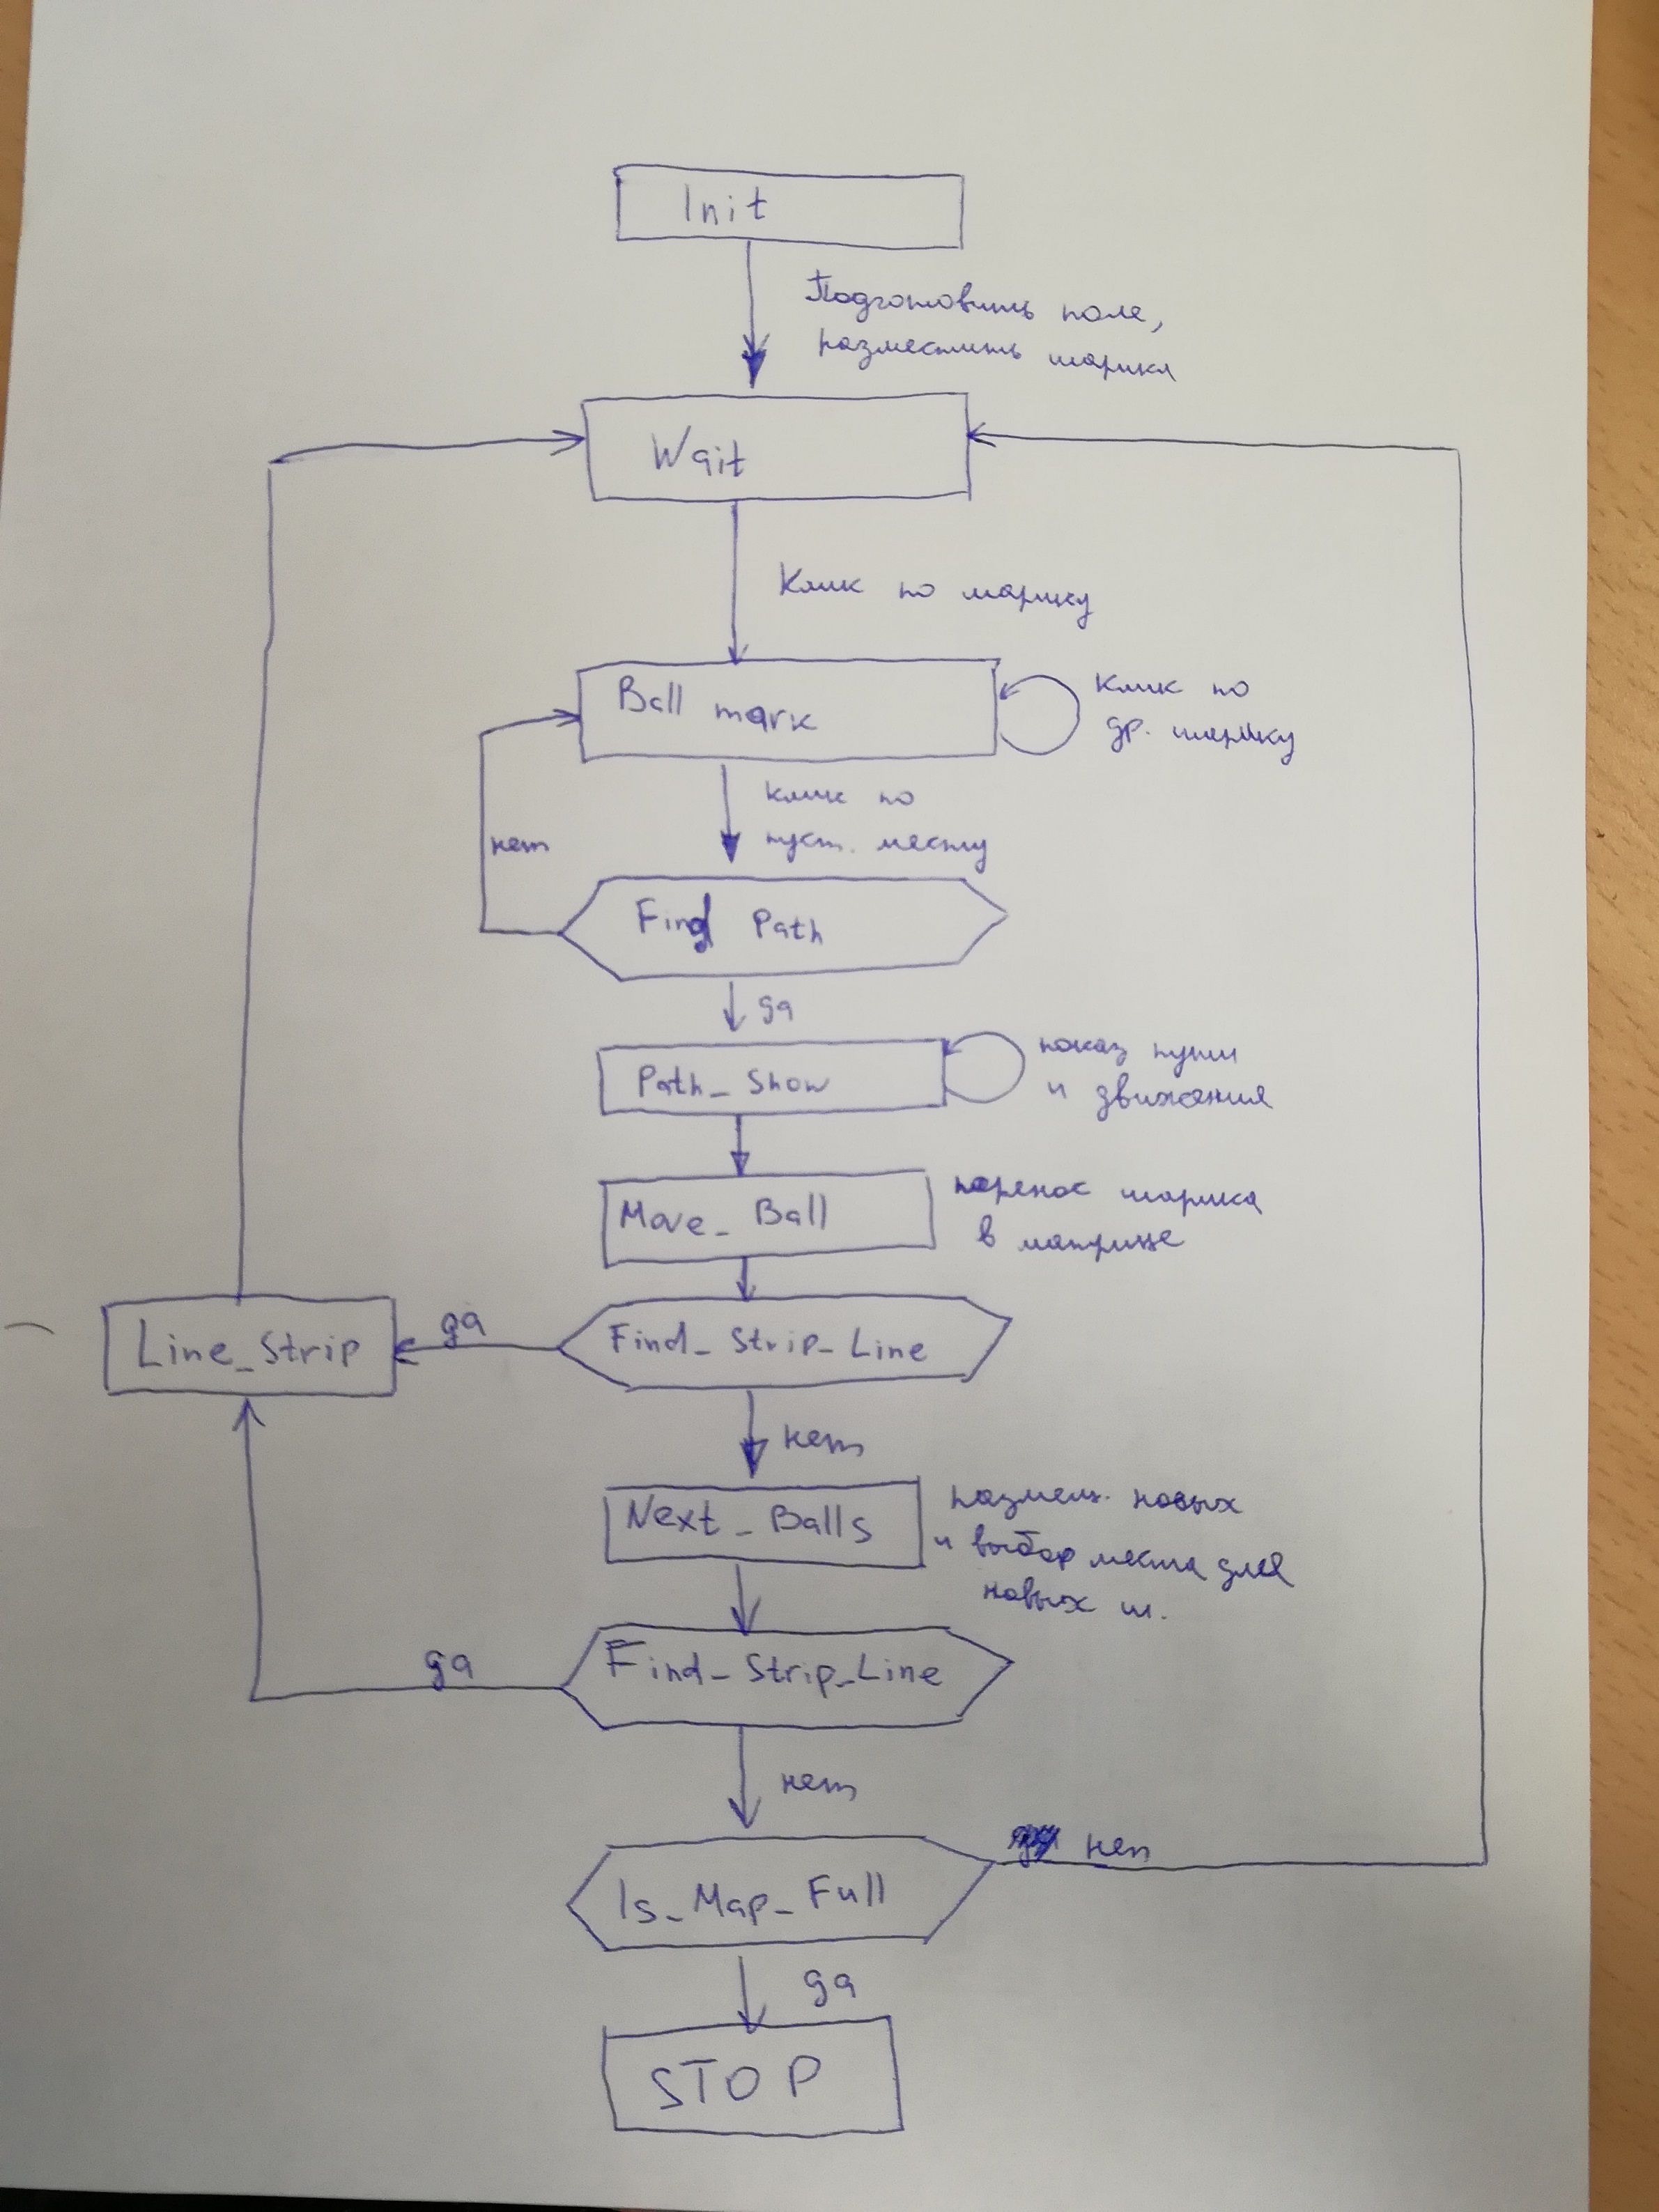 Init
Подготовить поле,
разместить шарики
Wait
Клик по шарику
Ball mark
Клик по
др. шарику
нет
клик по
пуст. месту
Find Path
да
Path_Show
показ пути
и движения
Move_Ball
перенос шарика
в матрице
Line_Strip
да
Find_Strip_Line
нет
Next_Balls
размещ. новых
и выбор места для
новых ш.
да
Find_Strip_Line
нет
нет
Is_Map_Full
да
STOP